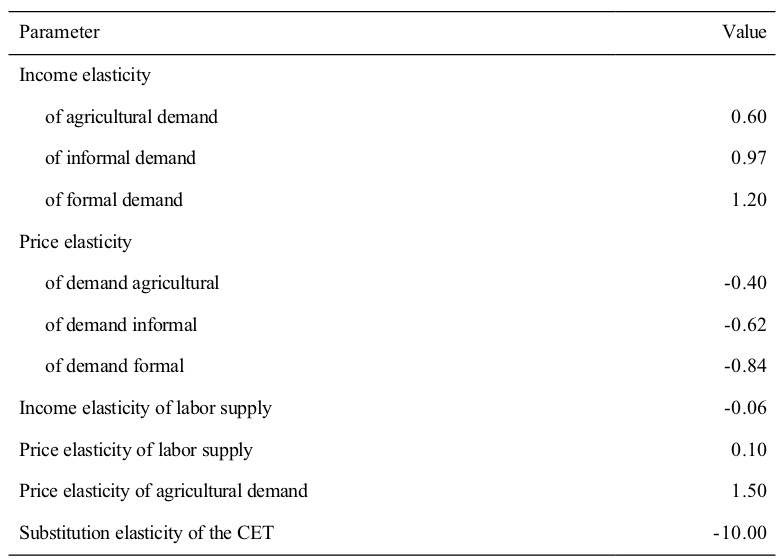 Parameter Value
Income elasticity
of agricultural demand 0.60
of informal demand 0.97
of formal demand 1.20
Price elasticity
of demand agricultural -0.40
of demand informal -0.62
of demand formal -0.84
Income elasticity of labor supply -0.06
Price elasticity of labor supply 0.10
Price elasticity of agricultural demand 1.50
Substitution elasticity of the CET -10.00